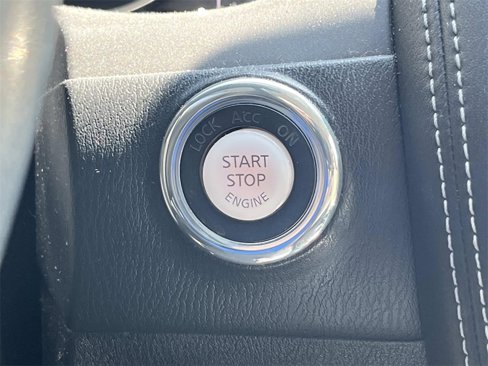 LOCK ACC ON
START
STOP
ENGINE